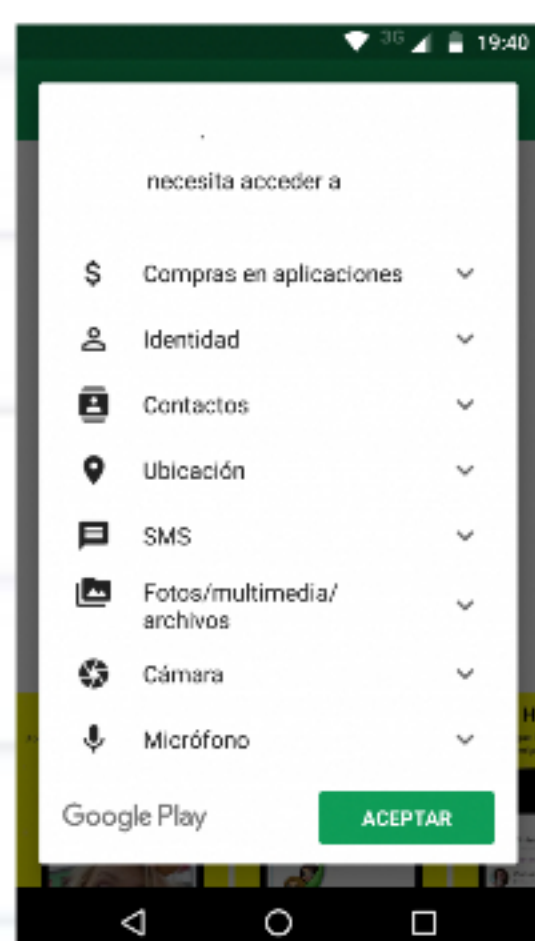 3G 19:40
necesita acceder a
Compras en aplicaciones
Identidad
Contactos
Ubicación
SMS
Fotos/multimedia/
archivos
Cámara
Micrófono
H
Google Play ACEPTAR